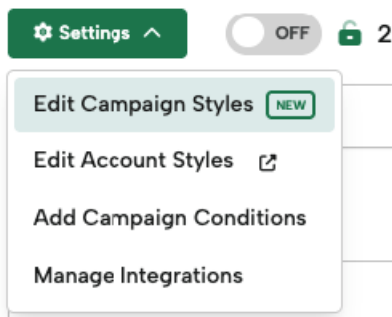 Settings OFF 2
Edit Campaign Styles NEW
Edit Account Styles
Add Campaign Conditions
Manage Integrations